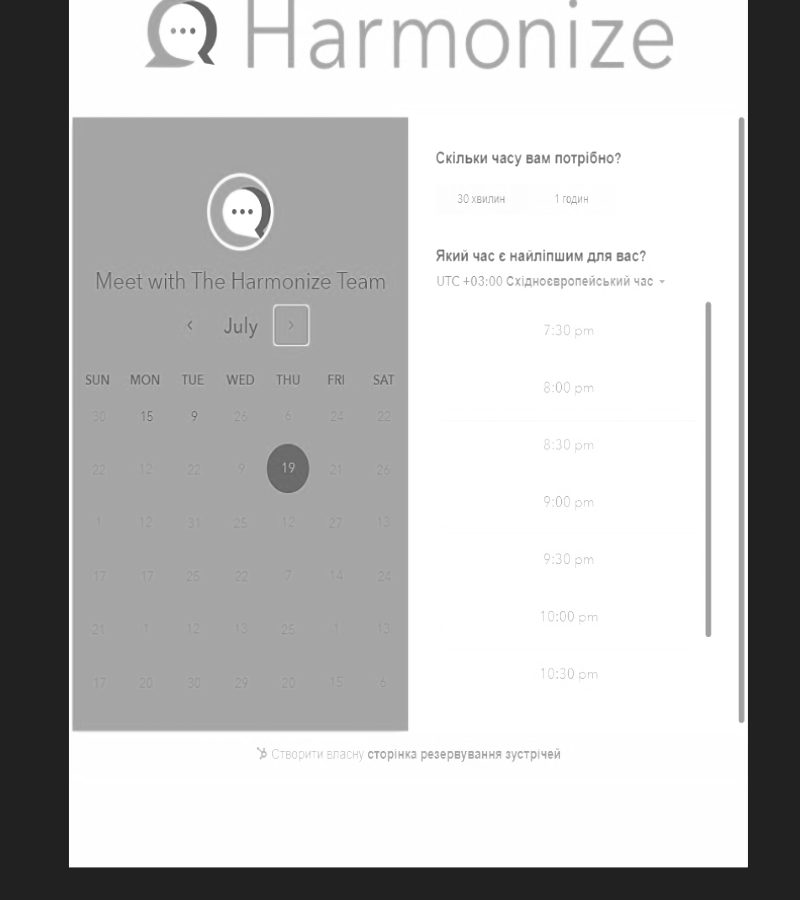 Harmonize
Meet with The Harmonize Team
July
SUN MON TUE WED THU FRI SAT
30 15 9 26 6 24 22
22 12 22 9 19 21 26
1 12 31 25 12 27 13
17 17 25 22 7 14 24
21 1 12 13 25 1 13
17 20 30 29 20 15 6
Скільки часу вам потрібно?
30 хвилин 1 годин
Який час є найліпшим для вас?
UTC +03:00 Східноєвропейський час
7:30 pm
8:00 pm
8:30 pm
9:00 pm
9:30 pm
10:00 pm
10:30 pm
Створити власну сторінка резервування зустрічей